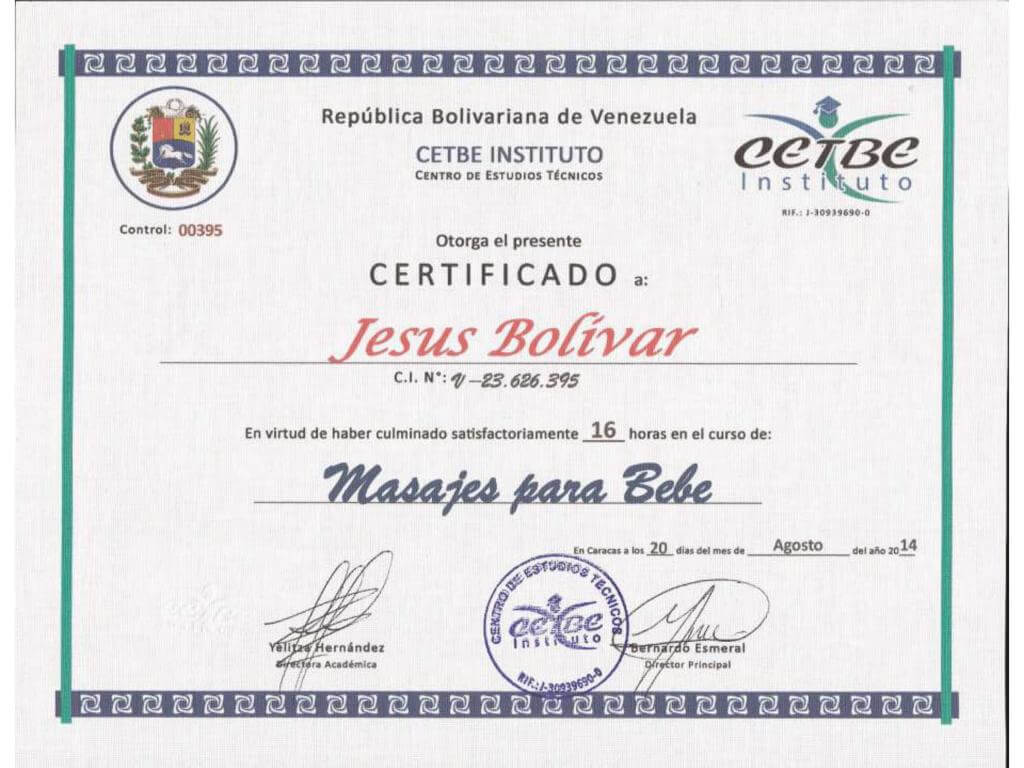 República Bolivariana de Venezuela
CETBE INSTITUTO
CENTRO DE ESTUDIOS TÉCNICOS
CETBE
Instituto
RIF.: J-30939690-0
Control: 00395
Otorga el presente
CERTIFICADO a:
Jesus Bolívar
C.I. N°: V-23.626.395
En virtud de haber culminado satisfactoriamente 16 horas en el curso de:
Masajes para Bebe
En Caracas a los 20 días del mes de Agosto del año 2014
CENTRO DE ESTUDIOS TÉCNICOS
CETBE
Instituto
RIF.: J-30939690-0
Yelitza Hernández
Directora Académica
Bernardo Esmeral
Director Principal